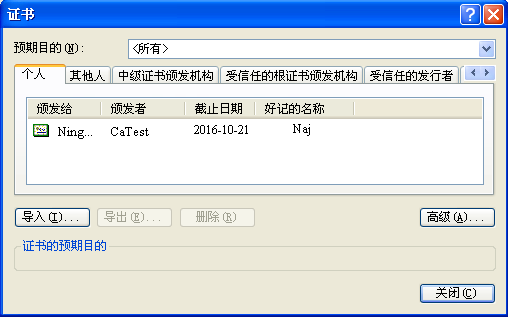 证书
预期目的(N): <所有>
个人 其他人 中级证书颁发机构 受信任的根证书颁发机构 受信任的发行者
颁发给 颁发者 截止日期 好记的名称
Ning... CaTest 2016-10-21 Naj
导入(I)... 导出(E)... 删除(R) 高级(A)...
证书的预期目的
关闭(C)